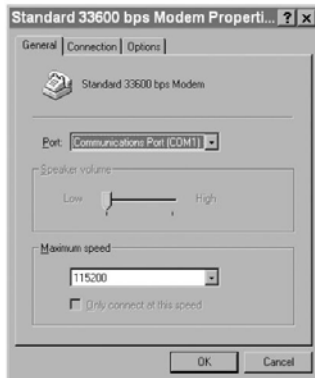 Standard 33600 bps Modem Properti... ? ×
General Connection Options
Standard 33600 bps Modem
Port: Communications Port (COM1)
Speaker volume
Low High
Maximum speed
115200
Only connect at this speed
OK Cancel